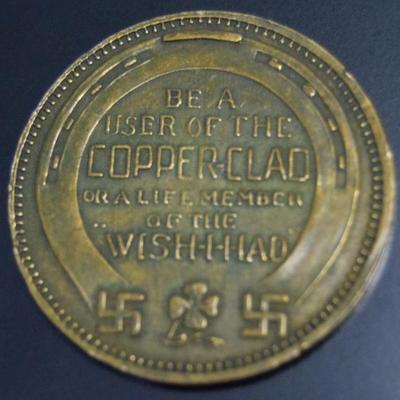 BE A
USER OF THE
COPPER-CLAD
OR A LIFE MEMBER
OF THE
"WISH-I-HAD"